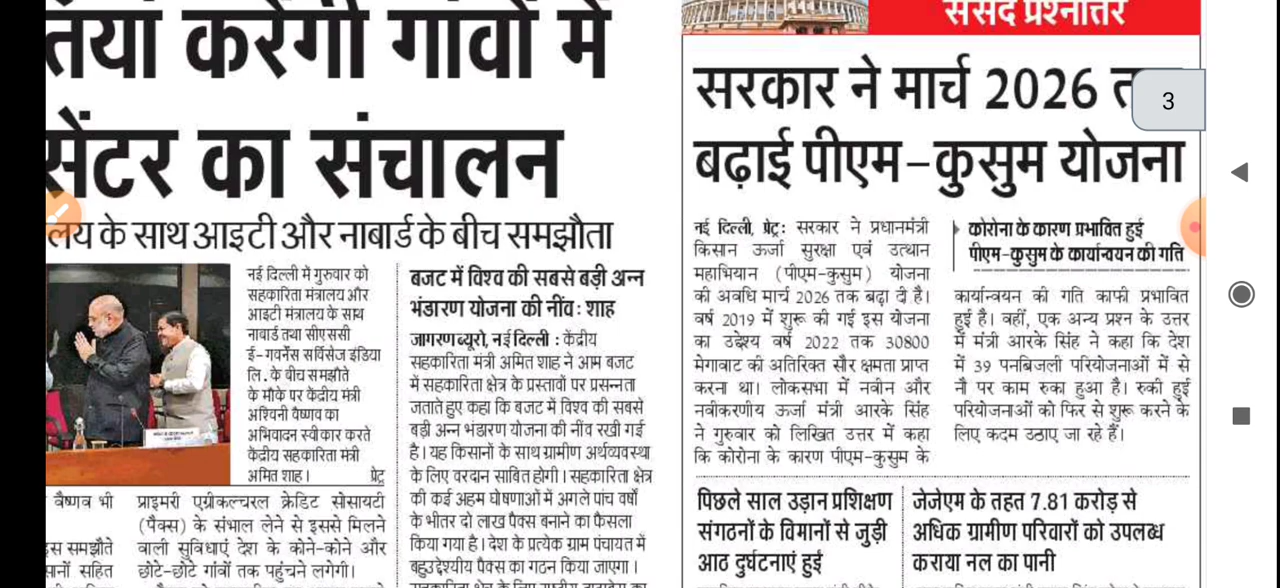 तियां करेंगी गांवों में
सेंटर का संचालन
लय के साथ आइटी और नाबार्ड के बीच समझौता
नई दिल्ली में गुरुवार को
सहकारिता मंत्रालय और
आइटी मंत्रालय के साथ
नाबार्ड तथा सीएससी
ई-गवर्नेंस सर्विसेज इंडिया
लि. के बीच समझौते
के मौके पर केंद्रीय मंत्री
अश्विनी वैष्णव का
अभिवादन स्वीकार करते
केंद्रीय सहकारिता मंत्री
अमित शाह। प्रेट्र
वैष्णव भी
इस समझौते
सहित
प्राइमरी एग्रीकल्चरल क्रेडिट सोसायटी
(पैक्स) के संभाल लेने से इससे मिलने
वाली सुविधाएं देश के कोने-कोने और
छोटे-छोटे गांवों तक पहुंचने लगेगी।
बजट में विश्व की सबसे बड़ी अन्न
भंडारण योजना की नींव : शाह
जागरण ब्यूरो, नई दिल्ली : केंद्रीय
सहकारिता मंत्री अमित शाह ने आम बजट
में सहकारिता क्षेत्र के प्रस्तावों पर प्रसन्नता
जताते हुए कहा कि बजट में विश्व की सबसे
बड़ी अन्न भंडारण योजना की नींव रखी गई
है। यह किसानों के साथ ग्रामीण अर्थव्यवस्था
के लिए वरदान साबित होगी। सहकारिता क्षेत्र
की कई अहम घोषणाओं में अगले पांच वर्षों
के भीतर दो लाख पैक्स बनाने का फैसला
किया गया है। देश के प्रत्येक ग्राम पंचायत में
बहुउद्देश्यीय पैक्स का गठन किया जाएगा।
संसद प्रश्नोत्तर
सरकार ने मार्च 2026 त
3
बढ़ाई पीएम-कुसुम योजना
नई दिल्ली, प्रेट्र: सरकार ने प्रधानमंत्री
किसान ऊर्जा सुरक्षा एवं उत्थान
महाभियान (पीएम-कुसुम) योजना
की अवधि मार्च 2026 तक बढ़ा दी है।
वर्ष 2019 में शुरू की गई इस योजना
का उद्देश्य वर्ष 2022 तक 30800
मेगावाट की अतिरिक्त सौर क्षमता प्राप्त
करना था। लोकसभा में नवीन और
नवीकरणीय ऊर्जा मंत्री आरके सिंह
ने गुरुवार को लिखित उत्तर में कहा
कि कोरोना के कारण पीएम-कुसुम के
कोरोना के कारण प्रभावित हुई
पीएम-कुसुम के कार्यान्वयन की गति
कार्यान्वयन की गति काफी प्रभावित
हुई है। वहीं, एक अन्य प्रश्न के उत्तर
में मंत्री आरके सिंह ने कहा कि देश
में 39 पनबिजली परियोजनाओं में से
नौ पर काम रुका हुआ है। रुकी हुई
परियोजनाओं को फिर से शुरू करने के
लिए कदम उठाए जा रहे हैं।
पिछले साल उड़ान प्रशिक्षण
संगठनों के विमानों से जुड़ी
आठ दुर्घटनाएं हुईं
जेजेएम के तहत 7.81 करोड़ से
अधिक ग्रामीण परिवारों को उपलब्ध
कराया नल का पानी